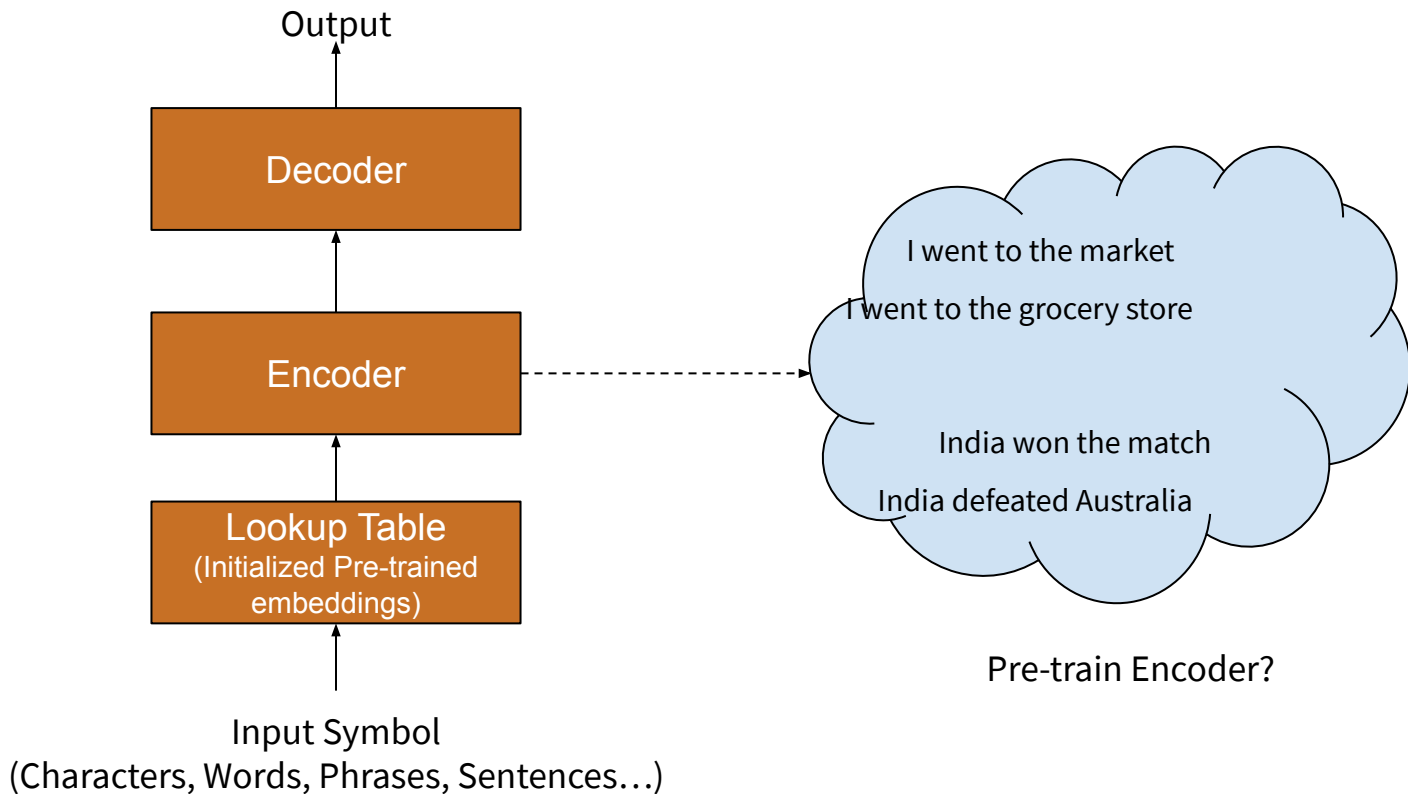 Output
Decoder
Encoder
Lookup Table
(Initialized Pre-trained
embeddings)
Input Symbol
(Characters, Words, Phrases, Sentences…)
I went to the market
I went to the grocery store
India won the match
India defeated Australia
Pre-train Encoder?